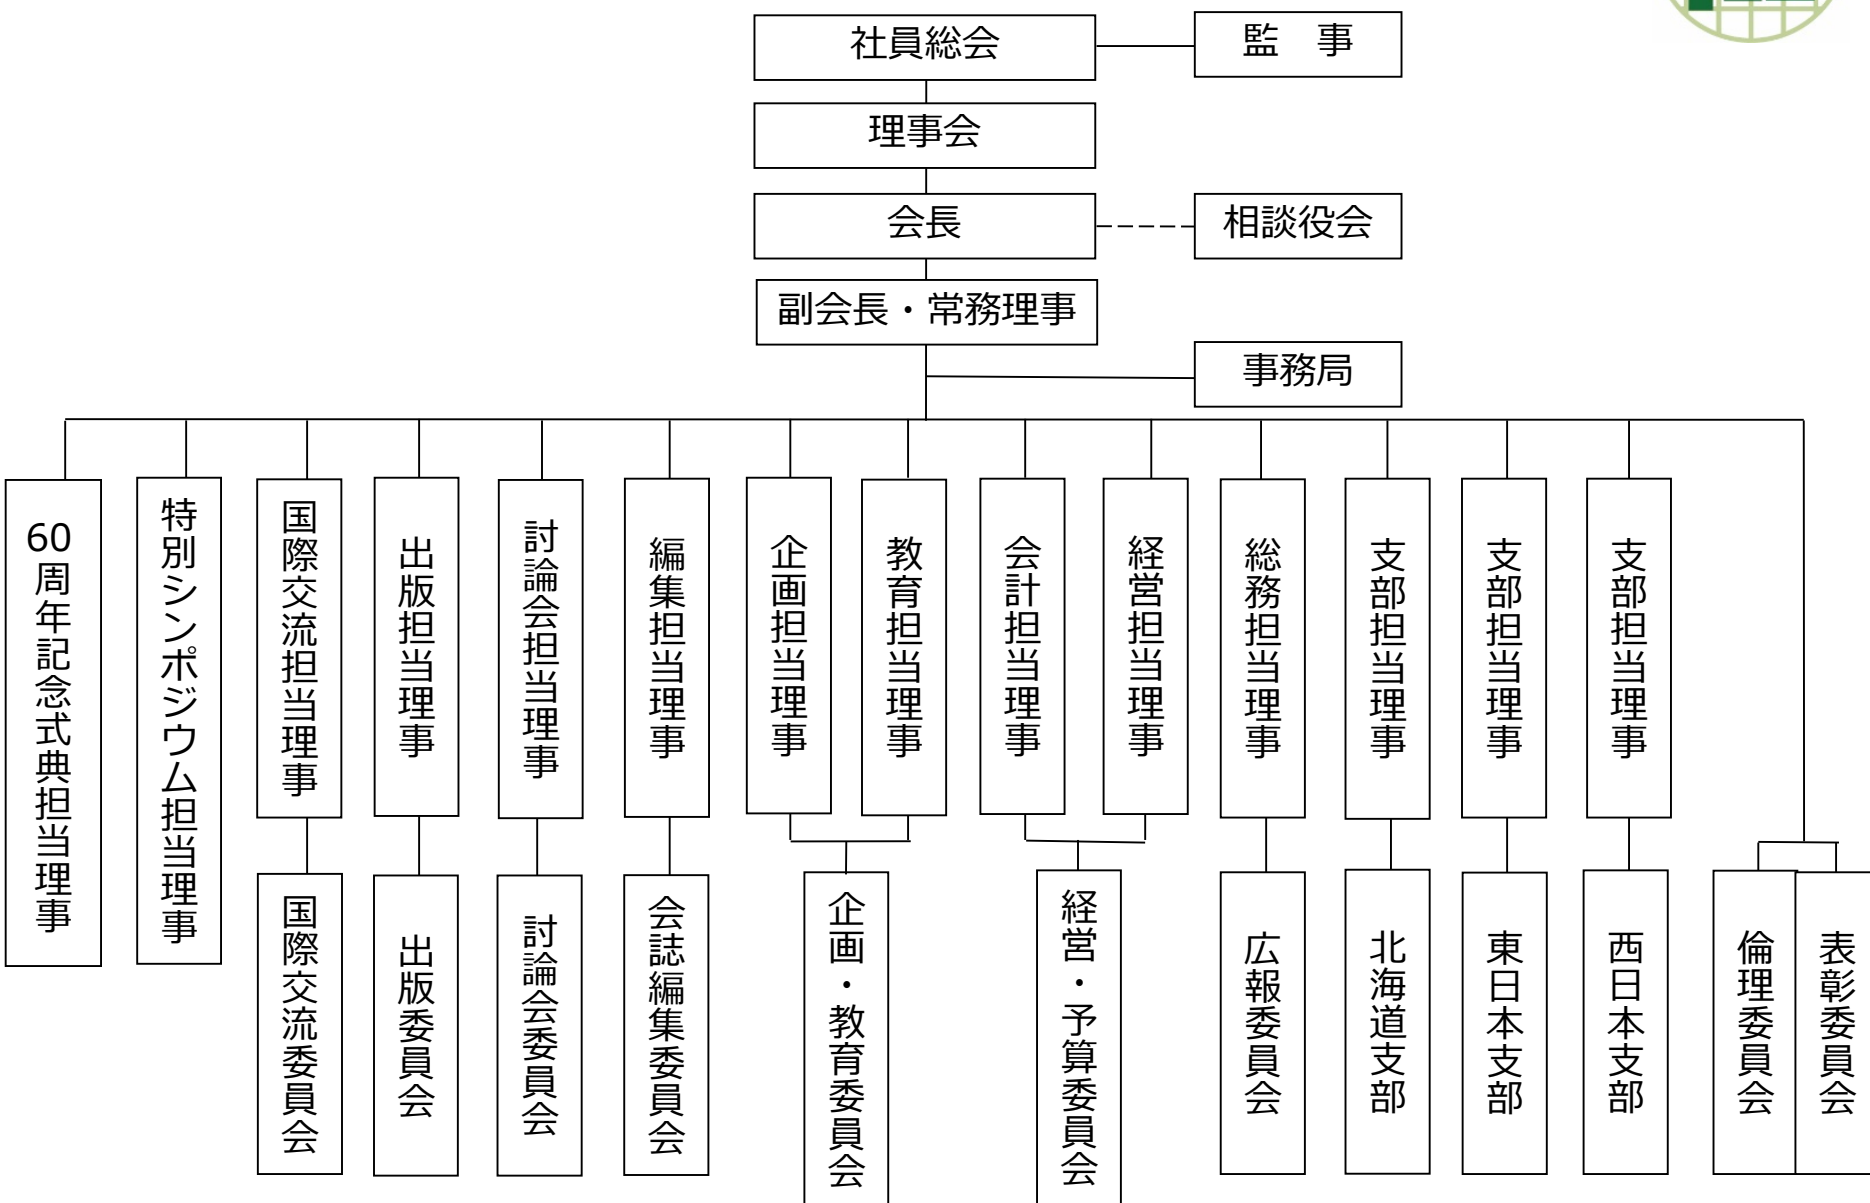 社員総会
監　事
理事会
会長
相談役会
副会長・常務理事
事務局
60周年記念式典担当理事
特別シンポジウム担当理事
国際交流担当理事
出版担当理事
討論会担当理事
編集担当理事
企画担当理事
教育担当理事
会計担当理事
経営担当理事
総務担当理事
支部担当理事
支部担当理事
支部担当理事
国際交流委員会
出版委員会
討論会委員会
会誌編集委員会
企画・教育委員会
経営・予算委員会
広報委員会
北海道支部
東日本支部
西日本支部
倫理委員会
表彰委員会